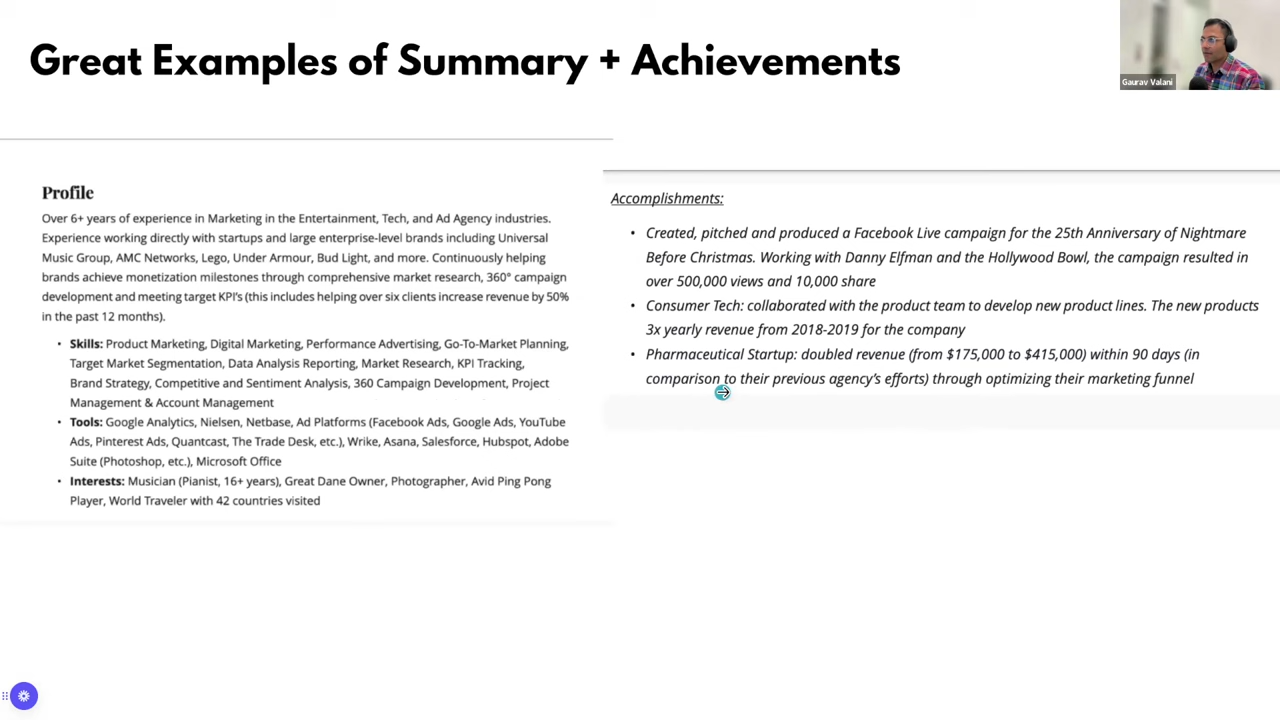 Great Examples of Summary + Achievements
Gaurav Valani
Profile
Over 6+ years of experience in Marketing in the Entertainment, Tech, and Ad Agency industries.
Experience working directly with startups and large enterprise-level brands including Universal
Music Group, AMC Networks, Lego, Under Armour, Bud Light, and more. Continuously helping
brands achieve monetization milestones through comprehensive market research, 360° campaign
development and meeting target KPI's (this includes helping over six clients increase revenue by 50%
in the past 12 months).
• Skills: Product Marketing, Digital Marketing, Performance Advertising, Go-To-Market Planning,
Target Market Segmentation, Data Analysis Reporting, Market Research, KPI Tracking,
Brand Strategy, Competitive and Sentiment Analysis, 360 Campaign Development, Project
Management & Account Management
• Tools: Google Analytics, Nielsen, Netbase, Ad Platforms (Facebook Ads, Google Ads, YouTube
Ads, Pinterest Ads, Quantcast, The Trade Desk, etc.), Wrike, Asana, Salesforce, Hubspot, Adobe
Suite (Photoshop, etc.), Microsoft Office
• Interests: Musician (Pianist, 16+ years), Great Dane Owner, Photographer, Avid Ping Pong
Player, World Traveler with 42 countries visited
Accomplishments:
• Created, pitched and produced a Facebook Live campaign for the 25th Anniversary of Nightmare
Before Christmas. Working with Danny Elfman and the Hollywood Bowl, the campaign resulted in
over 500,000 views and 10,000 share
• Consumer Tech: collaborated with the product team to develop new product lines. The new products
3x yearly revenue from 2018-2019 for the company
• Pharmaceutical Startup: doubled revenue (from $175,000 to $415,000) within 90 days (in
comparison to their previous agency's efforts) through optimizing their marketing funnel